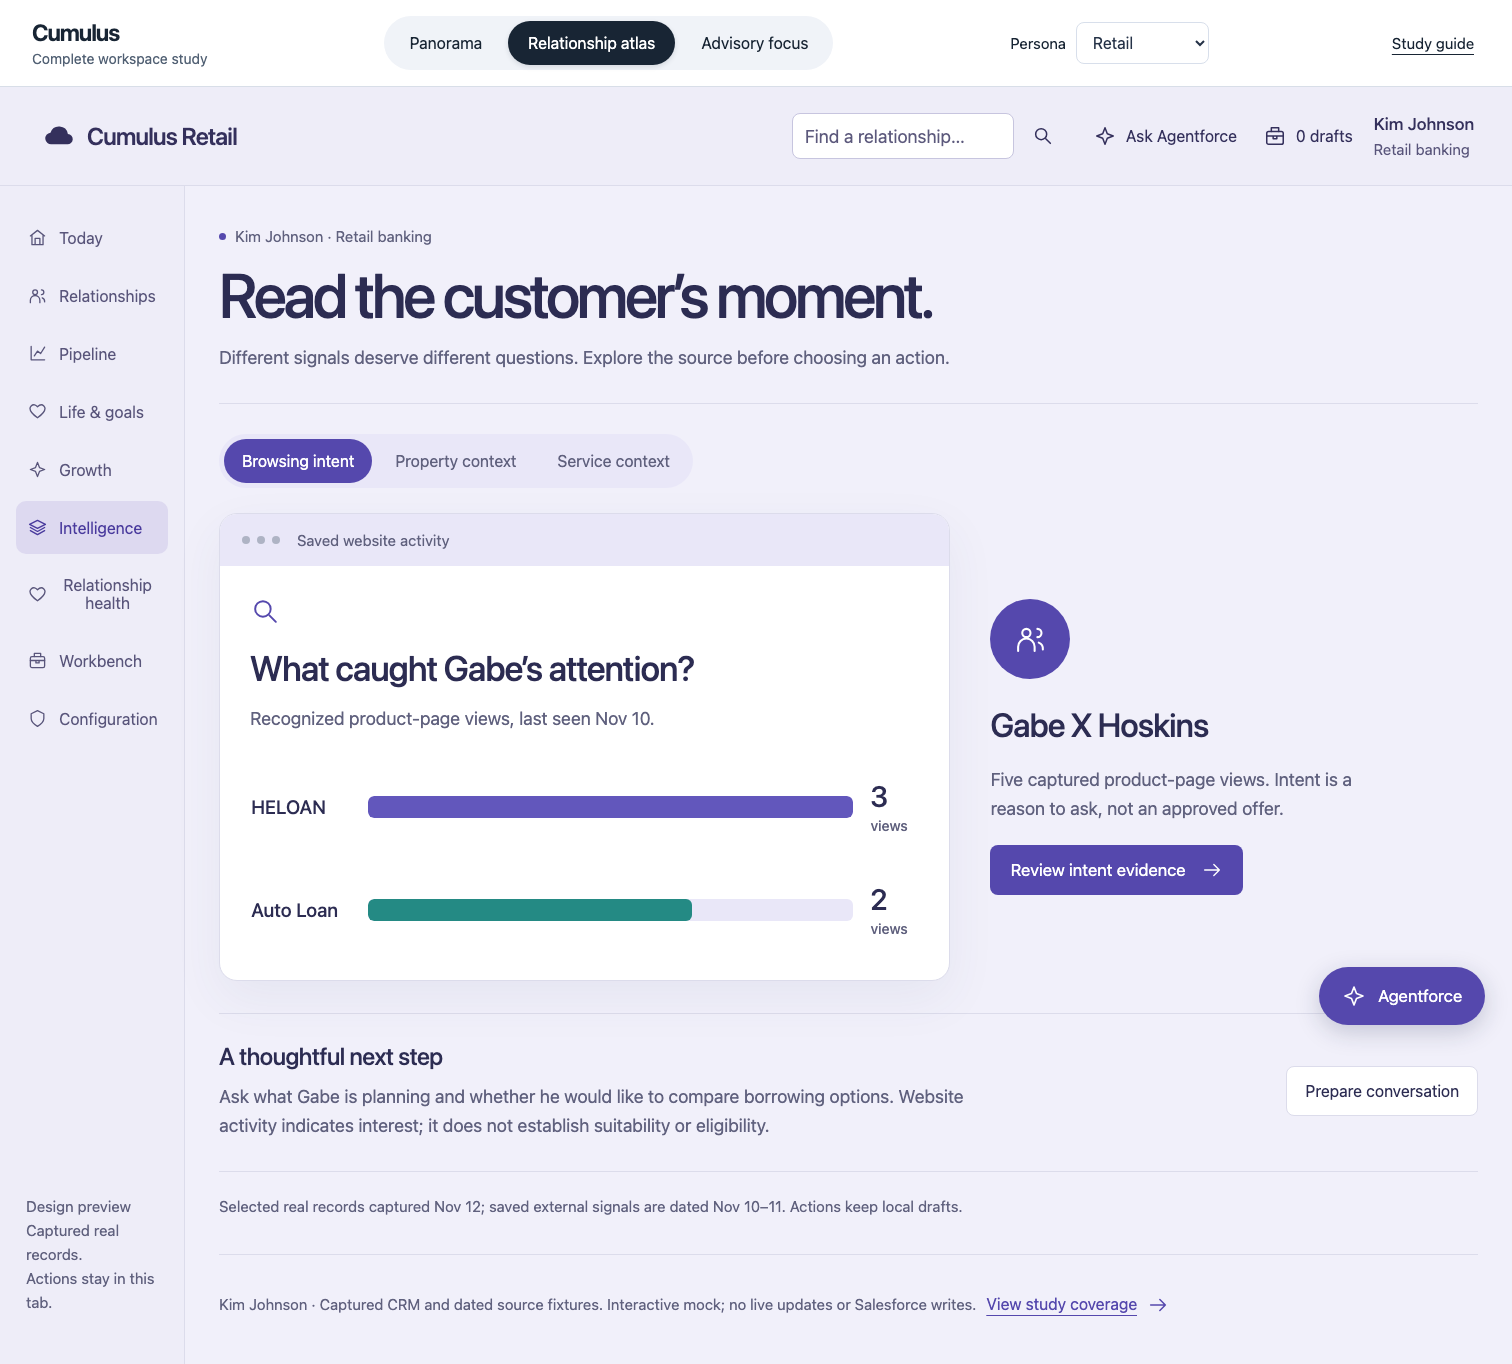 Cumulus
Complete workspace study
Panorama
Relationship atlas
Advisory focus
Persona
Retail
Study guide
Cumulus Retail
Find a relationship...
Ask Agentforce
0 drafts
Kim Johnson
Retail banking
Today
Relationships
Pipeline
Life & goals
Growth
Intelligence
Relationship
health
Workbench
Configuration
Design preview
Captured real
records.
Actions stay in this
tab.
Kim Johnson · Retail banking
Read the customer’s moment.
Different signals deserve different questions. Explore the source before choosing an action.
Browsing intent
Property context
Service context
Saved website activity
What caught Gabe’s attention?
Recognized product-page views, last seen Nov 10.
HELOAN
3
views
Auto Loan
2
views
Gabe X Hoskins
Five captured product-page views. Intent is a
reason to ask, not an approved offer.
Review intent evidence
Agentforce
A thoughtful next step
Ask what Gabe is planning and whether he would like to compare borrowing options. Website
activity indicates interest; it does not establish suitability or eligibility.
Prepare conversation
Selected real records captured Nov 12; saved external signals are dated Nov 10–11. Actions keep local drafts.
Kim Johnson · Captured CRM and dated source fixtures. Interactive mock; no live updates or Salesforce writes.
View study coverage